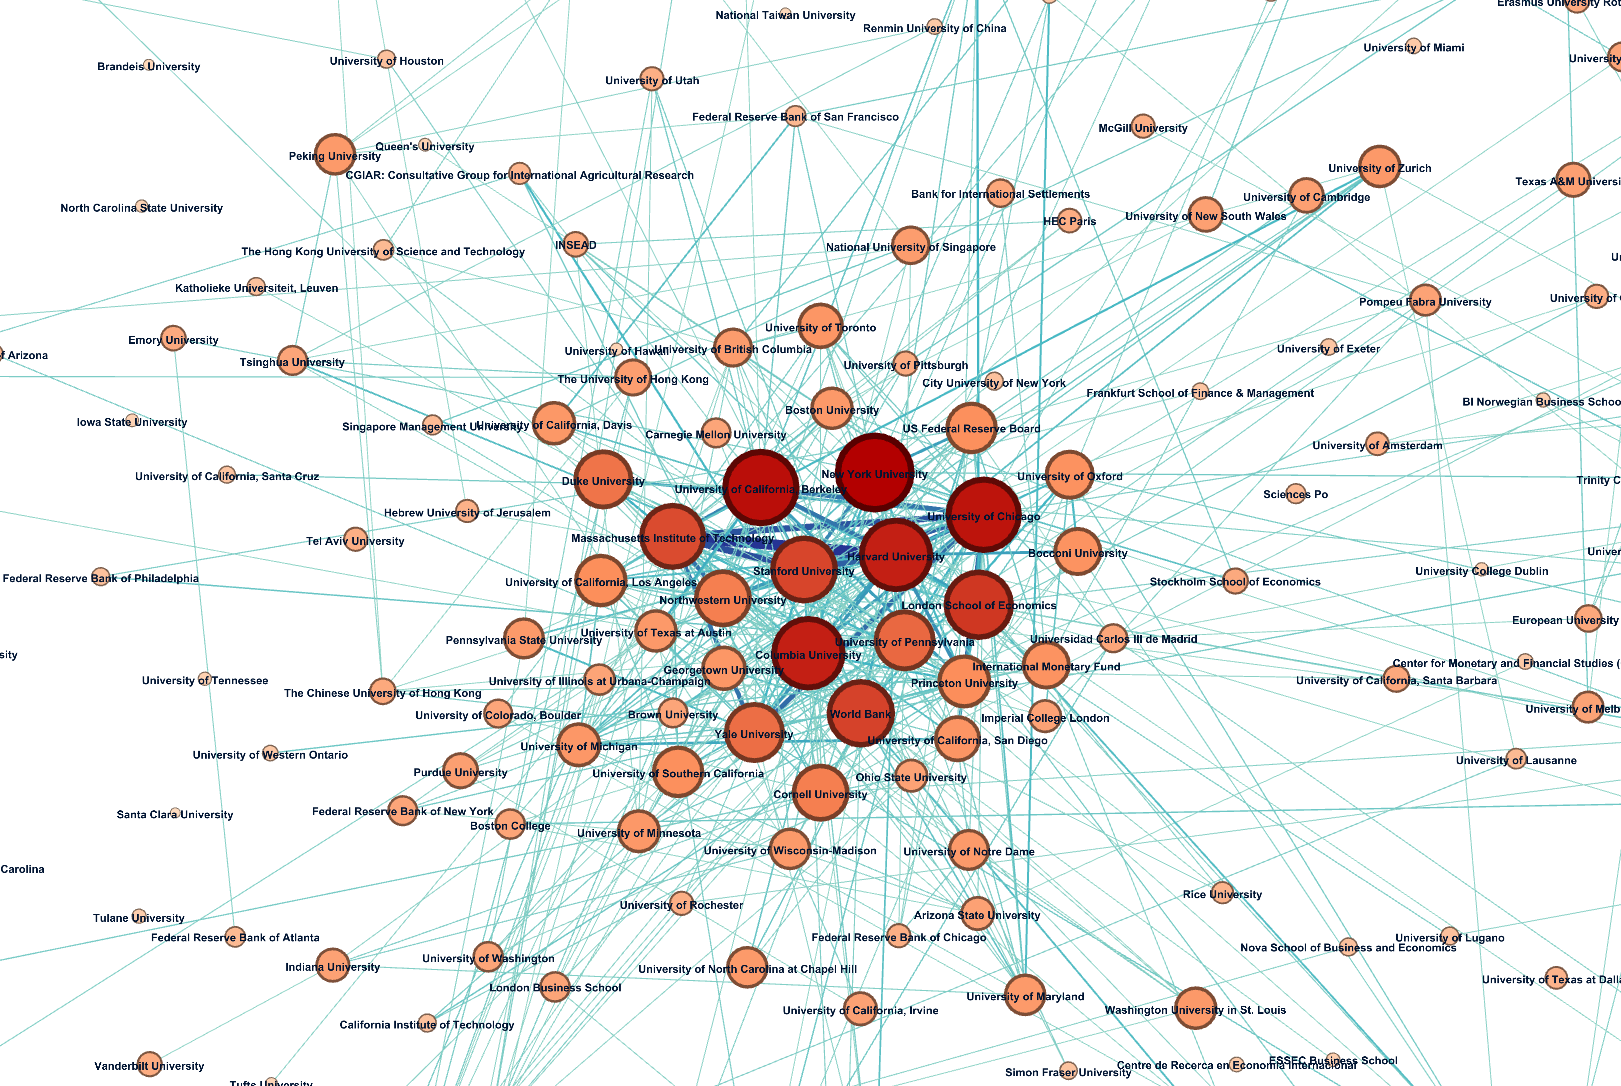 Erasmus University Rot
National Taiwan University
Renmin University of China
University of Miami
University
University of Houston
Brandeis University
University of Utah
Federal Reserve Bank of San Francisco
McGill University
Queen's University
Peking University
University of Zurich
CGIAR: Consultative Group for International Agricultural Research
Texas A&M Universi
Bank for International Settlements
University of Cambridge
North Carolina State University
University of New South Wales
HEC Paris
INSEAD
National University of Singapore
The Hong Kong University of Science and Technology
Katholieke Universiteit, Leuven
University of
Pompeu Fabra University
University of Toronto
Emory University
University of Hawaii
University of British Columbia
University of Exeter
f Arizona
Tsinghua University
University of Pittsburgh
The University of Hong Kong
City University of New York
Frankfurt School of Finance & Management
BI Norwegian Business Schoo
Boston University
Iowa State University
Singapore Management University
University of California, Davis
US Federal Reserve Board
Carnegie Mellon University
University of Amsterdam
New York University
University of California, Santa Cruz
University of Oxford
Duke University
Trinity C
University of California, Berkeley
Sciences Po
Hebrew University of Jerusalem
University of Chicago
Massachusetts Institute of Technology
Tel Aviv University
Harvard University
Bocconi University
Univer
Stanford University
University College Dublin
Federal Reserve Bank of Philadelphia
University of California, Los Angeles
Stockholm School of Economics
Northwestern University
London School of Economics
European University
University of Texas at Austin
Pennsylvania State University
University of Pennsylvania
Universidad Carlos III de Madrid
sity
Columbia University
Center for Monetary and Financial Studies (
International Monetary Fund
Georgetown University
University of Tennessee
University of Illinois at Urbana-Champaign
Princeton University
University of California, Santa Barbara
The Chinese University of Hong Kong
University of Melb
University of Colorado, Boulder
Brown University
World Bank
Imperial College London
Yale University
University of California, San Diego
University of Michigan
University of Western Ontario
University of Lausanne
Purdue University
University of Southern California
Ohio State University
Cornell University
Federal Reserve Bank of New York
Santa Clara University
Boston College
University of Minnesota
University of Wisconsin-Madison
University of Notre Dame
Carolina
Rice University
University of Rochester
Tulane University
Arizona State University
Federal Reserve Bank of Atlanta
Federal Reserve Bank of Chicago
University of Lugano
Nova School of Business and Economics
University of Washington
Indiana University
University of North Carolina at Chapel Hill
University of Texas at Dalla
London Business School
University of Maryland
University of California, Irvine
Washington University in St. Louis
California Institute of Technology
ESSEC Business School
Vanderbilt University
Centre de Recerca en Economia Internacional
Simon Fraser University
Tufts University